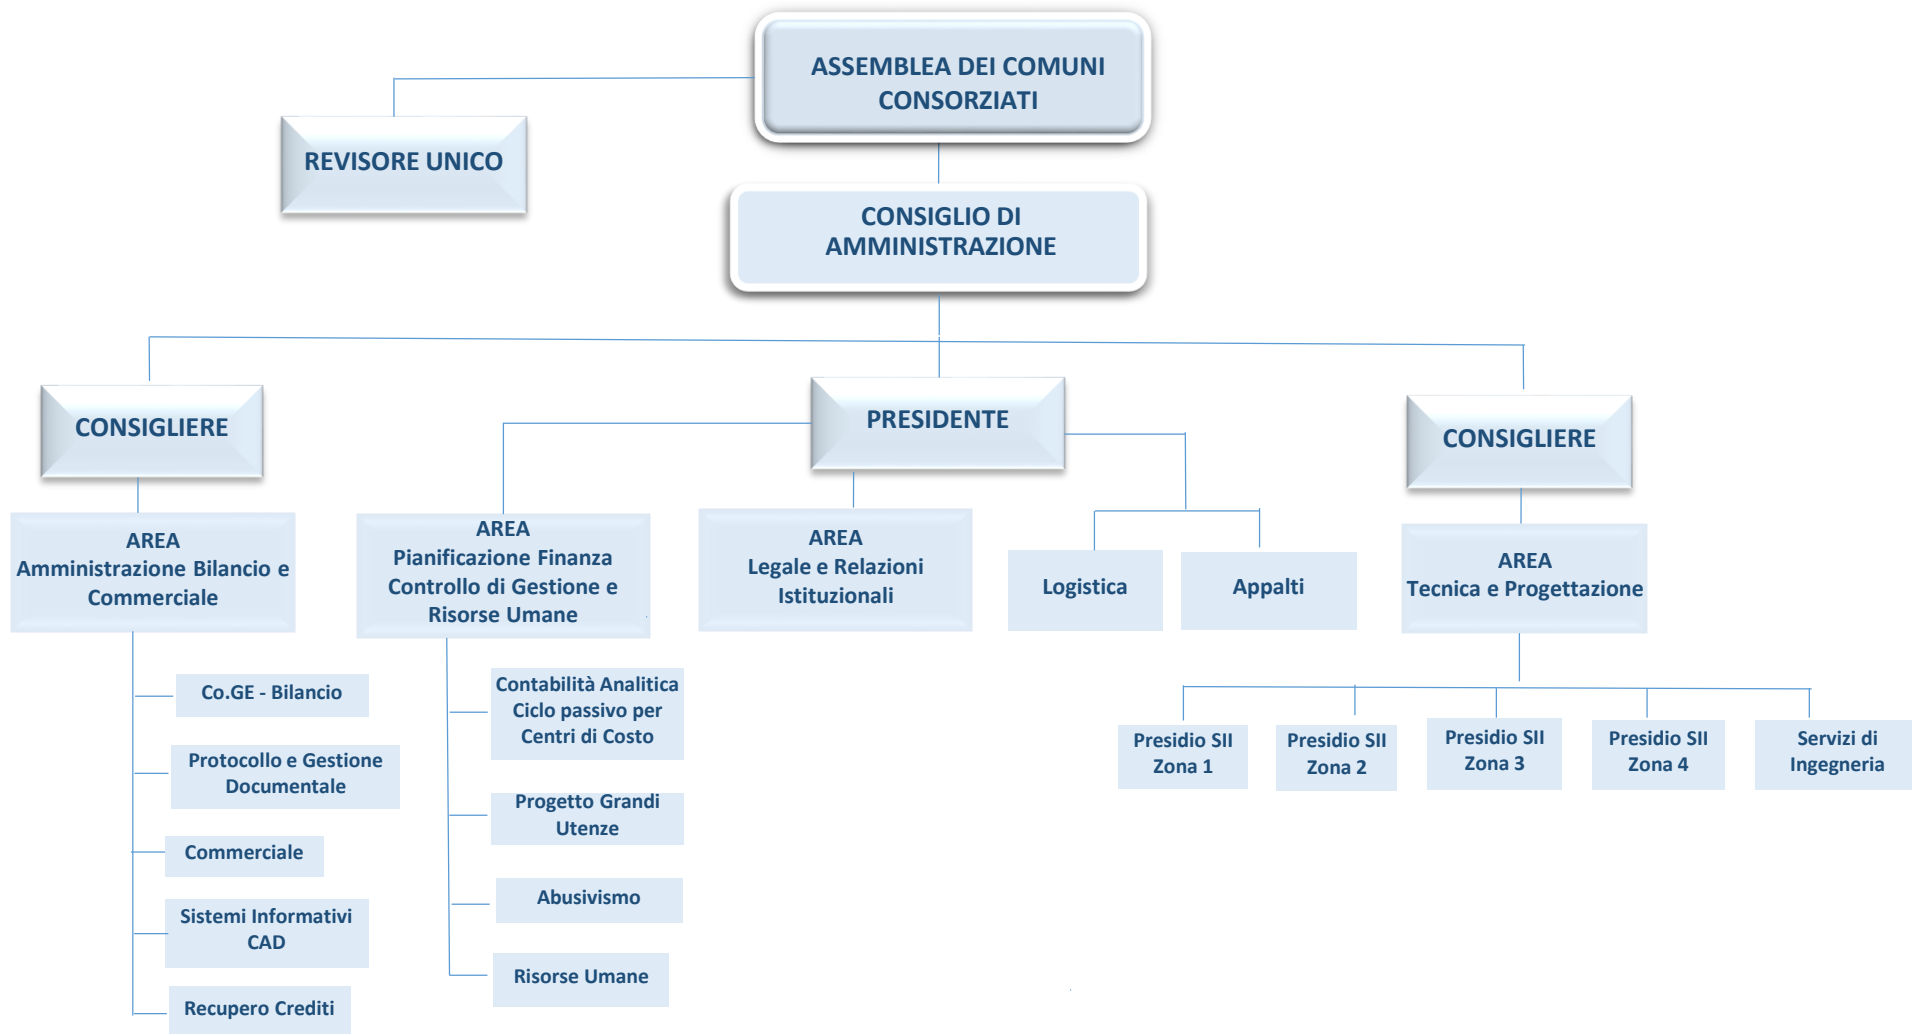 ASSEMBLEA DEI COMUNI
CONSORZIATI
REVISORE UNICO
CONSIGLIO DI
AMMINISTRAZIONE
CONSIGLIERE
PRESIDENTE
CONSIGLIERE
AREA
Amministrazione Bilancio e
Commerciale
AREA
Pianificazione Finanza
Controllo di Gestione e
Risorse Umane
AREA
Legale e Relazioni
Istituzionali
Logistica
Appalti
AREA
Tecnica e Progettazione
Co.GE - Bilancio
Protocollo e Gestione
Documentale
Commerciale
Sistemi Informativi
CAD
Recupero Crediti
Contabilità Analitica
Ciclo passivo per
Centri di Costo
Progetto Grandi
Utenze
Abusivismo
Risorse Umane
Presidio SII
Zona 1
Presidio SII
Zona 2
Presidio SII
Zona 3
Presidio SII
Zona 4
Servizi di
Ingegneria